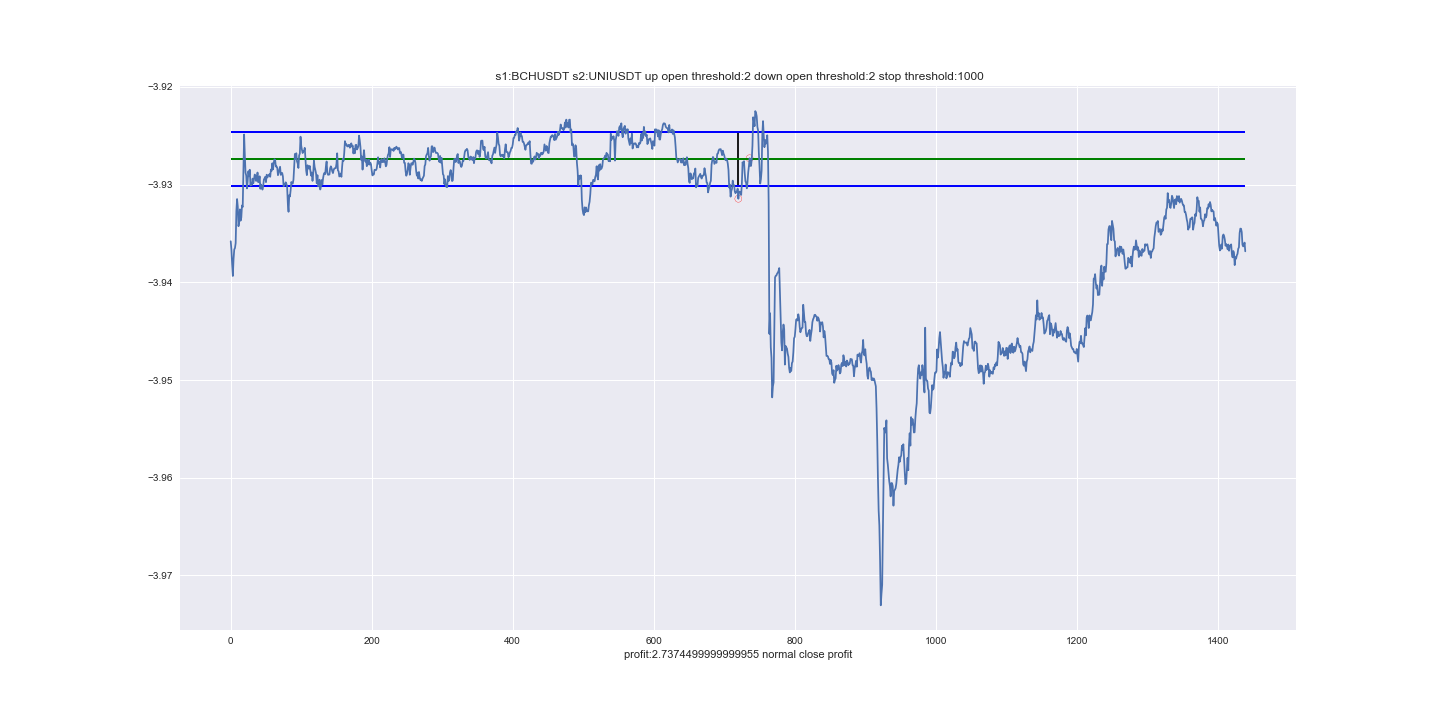 s1:BCHUSDT s2:UNIUSDT up open threshold:2 down open threshold:2 stop threshold:1000
−3.92
−3.93
−3.94
−3.95
−3.96
−3.97
0 200 400 600 800 1000 1200 1400
profit:2.7374499999999955 normal close profit